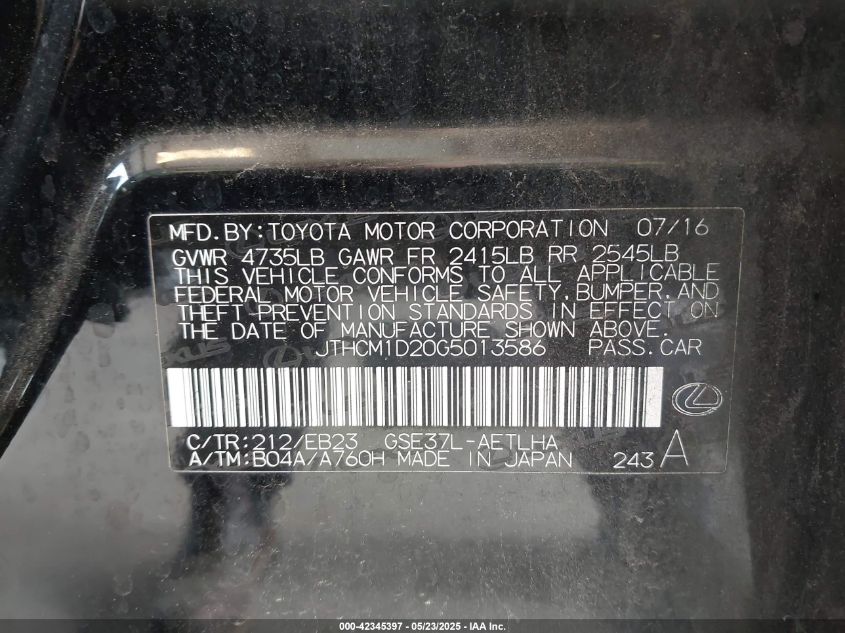 MFD. BY: TOYOTA MOTOR CORPORATION 07/16
GVWR 4735LB GAWR FR 2415LB RR 2545LB
THIS VEHICLE CONFORMS TO ALL APPLICABLE
FEDERAL MOTOR VEHICLE SAFETY, BUMPER, AND
THEFT PREVENTION STANDARDS IN EFFECT ON
THE DATE OF MANUFACTURE SHOWN ABOVE.
JTHCM1D20G5013586 PASS. CAR
C/TR: 212/EB23 GSE37L-AETLHA
A/TM: B04A/A760H MADE IN JAPAN 243 A
000-42345397 - 05/23/2025 - IAA Inc.